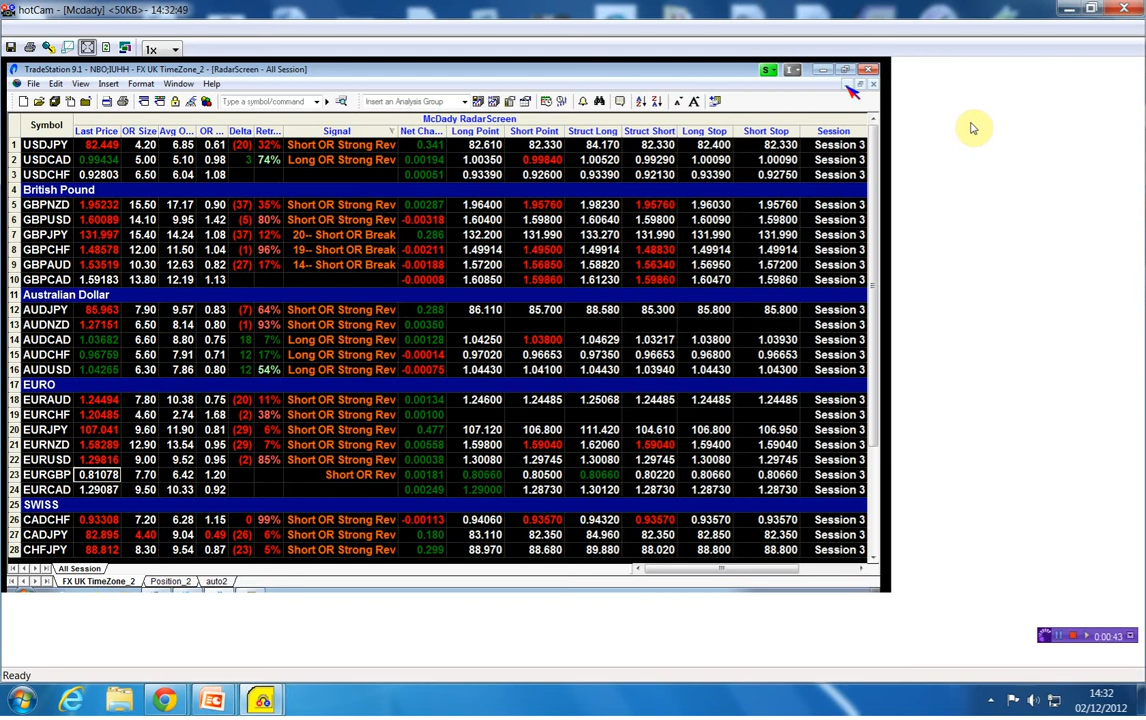 hotCam - [Mcdady] <50KB> - 14:32:49
1x
TradeStation 9.1 - NBO;IUHH - FX UK TimeZone_2 - [RadarScreen - All Session]
S
I
File Edit View Insert Format Window Help
Type a symbol/command
Insert an Analysis Group
McDady RadarScreen
Symbol Last Price OR Size Avg O... OR ... Delta Retr... Signal Net Cha... Long Point Short Point Struct Long Struct Short Long Stop Short Stop Session
1 USDJPY 82.449 4.20 6.85 0.61 (20) 32% Short OR Strong Rev 0.341 82.610 82.330 84.170 82.330 82.400 82.330 Session 3
2 USDCAD 0.99434 5.00 5.10 0.98 3 74% Long OR Strong Rev 0.00194 1.00350 0.99840 1.00520 0.99290 1.00090 1.00090 Session 3
3 USDCHF 0.92803 6.50 6.04 1.08 0.00051 0.93390 0.92600 0.93390 0.92130 0.93390 0.92750 Session 3
4 British Pound
5 GBPNZD 1.95232 15.50 17.17 0.90 (37) 35% Short OR Strong Rev 0.00287 1.96400 1.95760 1.98230 1.95760 1.96030 1.95760 Session 3
6 GBPUSD 1.60089 14.10 9.95 1.42 (5) 80% Short OR Strong Rev -0.00318 1.60400 1.59800 1.60640 1.59800 1.60090 1.59800 Session 3
7 GBPJPY 131.997 15.40 14.24 1.08 (37) 12% 20-- Short OR Break 0.286 132.200 131.990 133.270 131.990 131.990 131.990 Session 3
8 GBPCHF 1.48578 12.00 11.50 1.04 (1) 96% 19-- Short OR Break -0.00211 1.49914 1.49500 1.49914 1.48830 1.49914 1.49914 Session 3
9 GBPAUD 1.53519 10.30 12.63 0.82 (27) 17% 14-- Short OR Break -0.00188 1.57200 1.56850 1.58820 1.56340 1.56950 1.57200 Session 3
10 GBPCAD 1.59183 13.80 12.19 1.13 -0.00008 1.60850 1.59860 1.61230 1.59860 1.60470 1.59860 Session 3
11 Australian Dollar
12 AUDJPY 85.963 7.90 9.57 0.83 (7) 64% Short OR Strong Rev 0.288 86.110 85.700 88.580 85.300 85.800 85.800 Session 3
13 AUDNZD 1.27151 6.50 8.14 0.80 (1) 93% Short OR Strong Rev 0.00350 Session 3
14 AUDCAD 1.03682 6.60 8.80 0.75 18 7% Long OR Strong Rev 0.00140 1.04250 1.03800 1.04629 1.03217 1.03800 1.03930 Session 3
15 AUDCHF 0.96759 5.60 7.91 0.71 12 17% Long OR Strong Rev -0.00014 0.97020 0.96653 0.97350 0.96653 0.96653 0.96653 Session 3
16 AUDUSD 1.04265 6.30 7.86 0.80 12 54% Long OR Strong Rev -0.00075 1.04410 1.04100 1.04430 1.03940 1.04100 1.04300 Session 3
17 EURO
18 EURAUD 1.24494 7.80 10.38 0.75 (20) 11% Short OR Strong Rev 0.00134 1.24600 1.24485 1.25068 1.24485 1.24485 1.24485 Session 3
19 EURCHF 1.20485 4.60 2.74 1.68 (2) 38% Short OR Strong Rev 0.00100 Session 3
20 EURJPY 107.041 9.60 11.90 0.81 (29) 6% Short OR Strong Rev 0.477 107.120 106.800 111.420 104.610 106.800 106.950 Session 3
21 EURNZD 1.58289 12.90 13.54 0.95 (29) 7% Short OR Strong Rev 0.00558 1.59800 1.59040 1.62060 1.59040 1.59400 1.59040 Session 3
22 EURUSD 1.29816 9.00 9.52 0.95 (2) 85% Short OR Strong Rev 0.00038 1.30080 1.29745 1.30080 1.28800 1.29745 1.29745 Session 3
23 EURGBP 0.81078 7.70 6.42 1.20 Short OR Rev 0.00181 0.80660 0.80500 0.80660 0.80220 0.80660 0.80660 Session 3
24 EURCAD 1.29087 9.50 10.33 0.92 0.00249 1.29000 1.28730 1.30120 1.28730 1.28730 1.28730 Session 3
25 SWISS
26 CADCHF 0.93308 7.20 6.28 1.15 0 99% Short OR Strong Rev -0.00113 0.94060 0.93570 0.94320 0.93570 0.93570 0.93570 Session 3
27 CADJPY 82.895 4.40 9.04 0.49 (26) 6% Short OR Strong Rev 0.180 83.110 82.350 84.960 82.350 82.850 82.350 Session 3
28 CHFJPY 88.812 8.30 9.54 0.87 (23) 5% Short OR Strong Rev 0.299 88.970 88.680 89.880 88.020 88.800 88.800 Session 3
All Session
FX UK TimeZone_2 Position_2 auto2
0:00:43
Ready
14:32
02/12/2012